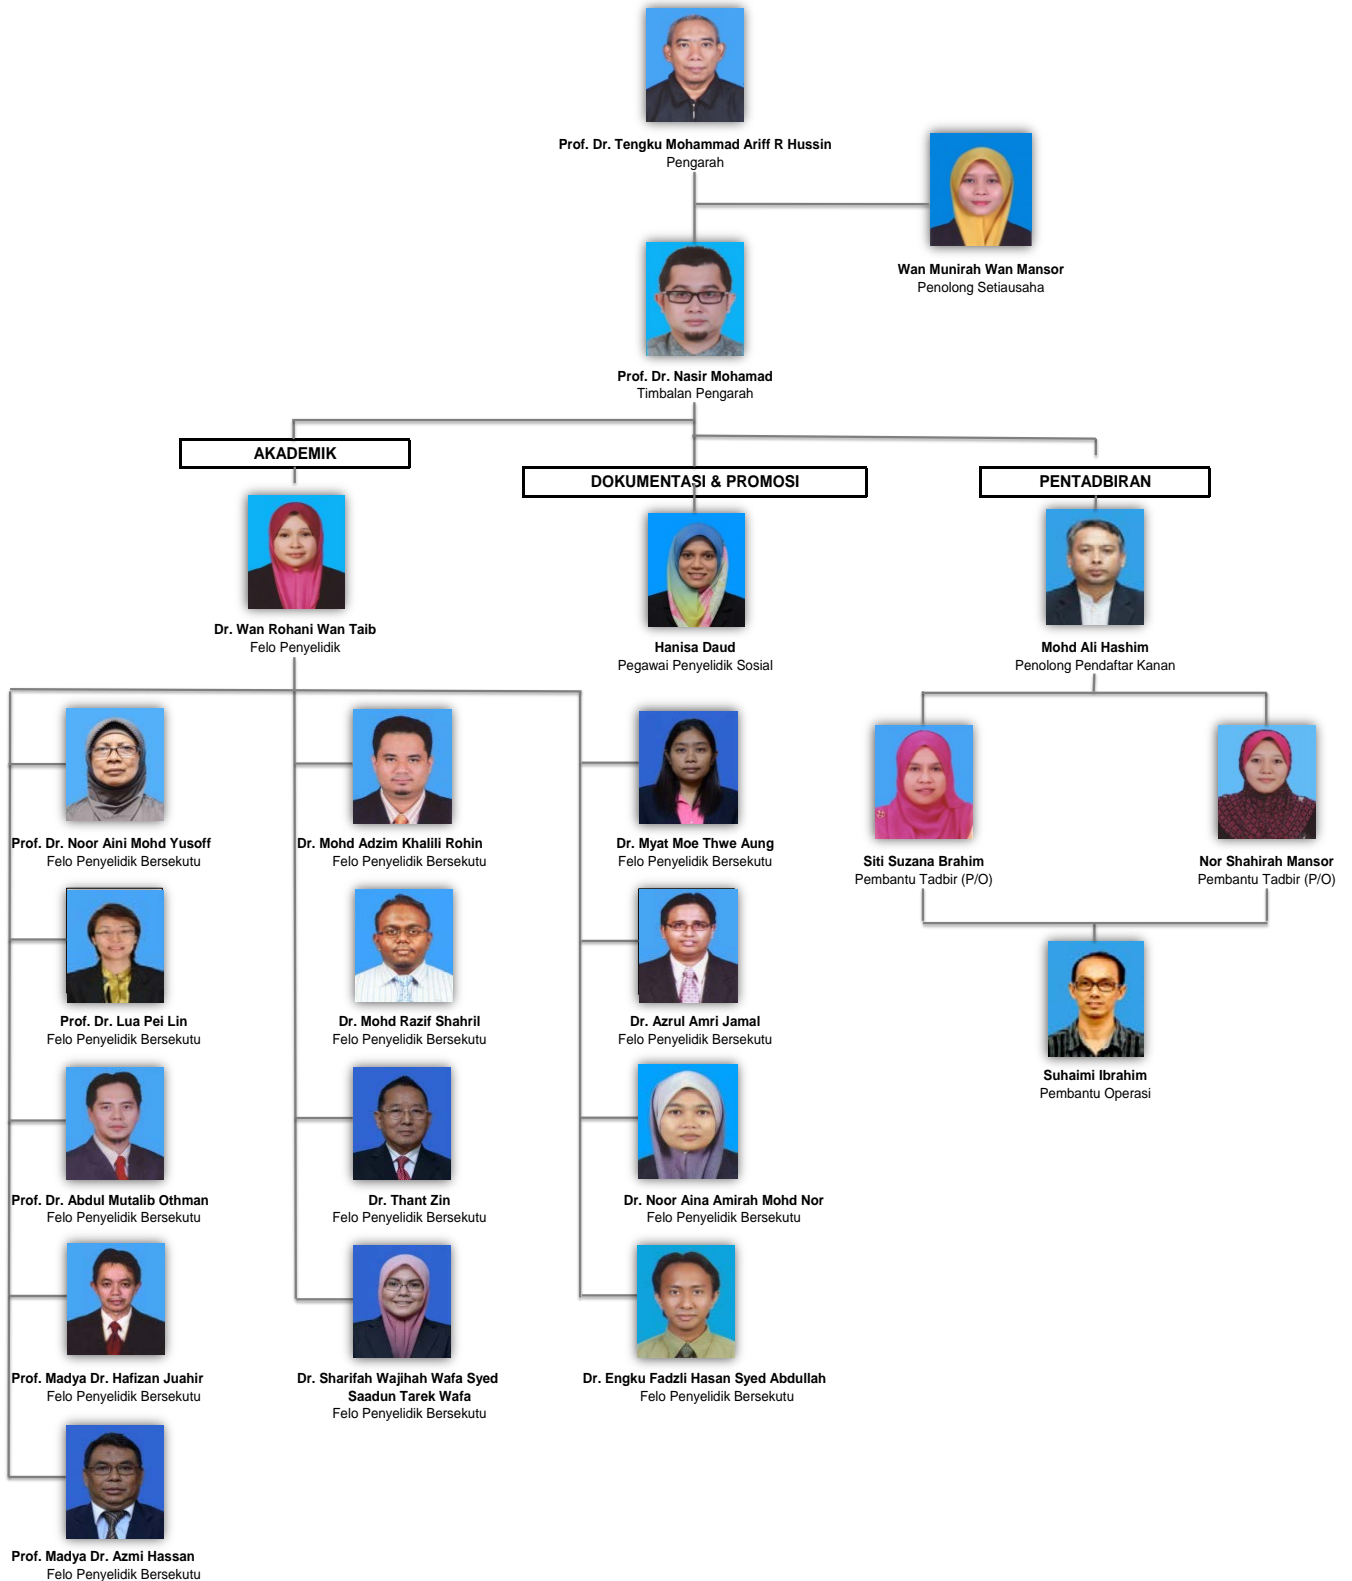 Prof. Dr. Tengku Mohammad Ariff R Hussin
Pengarah
Wan Munirah Wan Mansor
Penolong Setiausaha
Prof. Dr. Nasir Mohamad
Timbalan Pengarah
AKADEMIK
DOKUMENTASI & PROMOSI
PENTADBIRAN
Dr. Wan Rohani Wan Taib
Felo Penyelidik
Hanisa Daud
Pegawai Penyelidik Sosial
Mohd Ali Hashim
Penolong Pendaftar Kanan
Prof. Dr. Noor Aini Mohd Yusoff
Felo Penyelidik Bersekutu
Dr. Mohd Adzim Khalili Rohin
Felo Penyelidik Bersekutu
Dr. Myat Moe Thwe Aung
Felo Penyelidik Bersekutu
Siti Suzana Brahim
Pembantu Tadbir (P/O)
Nor Shahirah Mansor
Pembantu Tadbir (P/O)
Prof. Dr. Lua Pei Lin
Felo Penyelidik Bersekutu
Dr. Mohd Razif Shahril
Felo Penyelidik Bersekutu
Dr. Azrul Amri Jamal
Felo Penyelidik Bersekutu
Suhaimi Ibrahim
Pembantu Operasi
Prof. Dr. Abdul Mutalib Othman
Felo Penyelidik Bersekutu
Dr. Thant Zin
Felo Penyelidik Bersekutu
Dr. Noor Aina Amirah Mohd Nor
Felo Penyelidik Bersekutu
Prof. Madya Dr. Hafizan Juahir
Felo Penyelidik Bersekutu
Dr. Sharifah Wajihah Wafa Syed
Saadun Tarek Wafa
Felo Penyelidik Bersekutu
Dr. Engku Fadzli Hasan Syed Abdullah
Felo Penyelidik Bersekutu
Prof. Madya Dr. Azmi Hassan
Felo Penyelidik Bersekutu